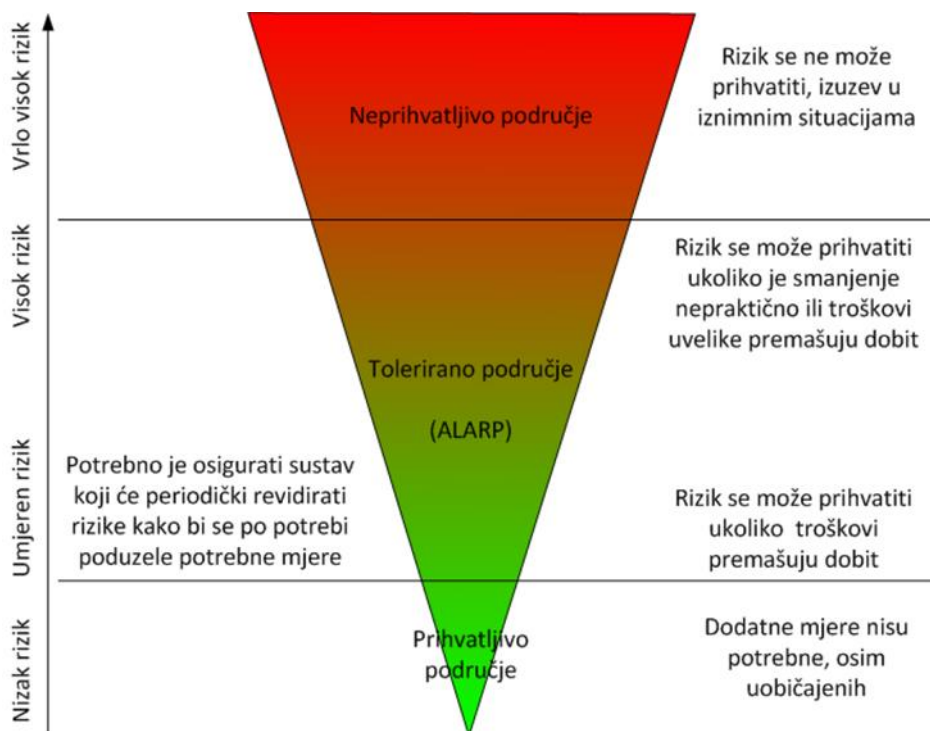 Vrlo visok rizik
Neprihvatljivo područje
Rizik se ne može
prihvatiti, izuzev u
iznimnim situacijama
Visok rizik
Rizik se može prihvatiti
ukoliko je smanjenje
nepraktično ili troškovi
uvelike premašuju dobit
Tolerirano područje
(ALARP)
Umjeren rizik
Potrebno je osigurati sustav
koji će periodički revidirati
rizike kako bi se po potrebi
poduzele potrebne mjere
Rizik se može prihvatiti
ukoliko troškovi
premašuju dobit
Nizak rizik
Prihvatljivo
područje
Dodatne mjere nisu
potrebne, osim
uobičajenih